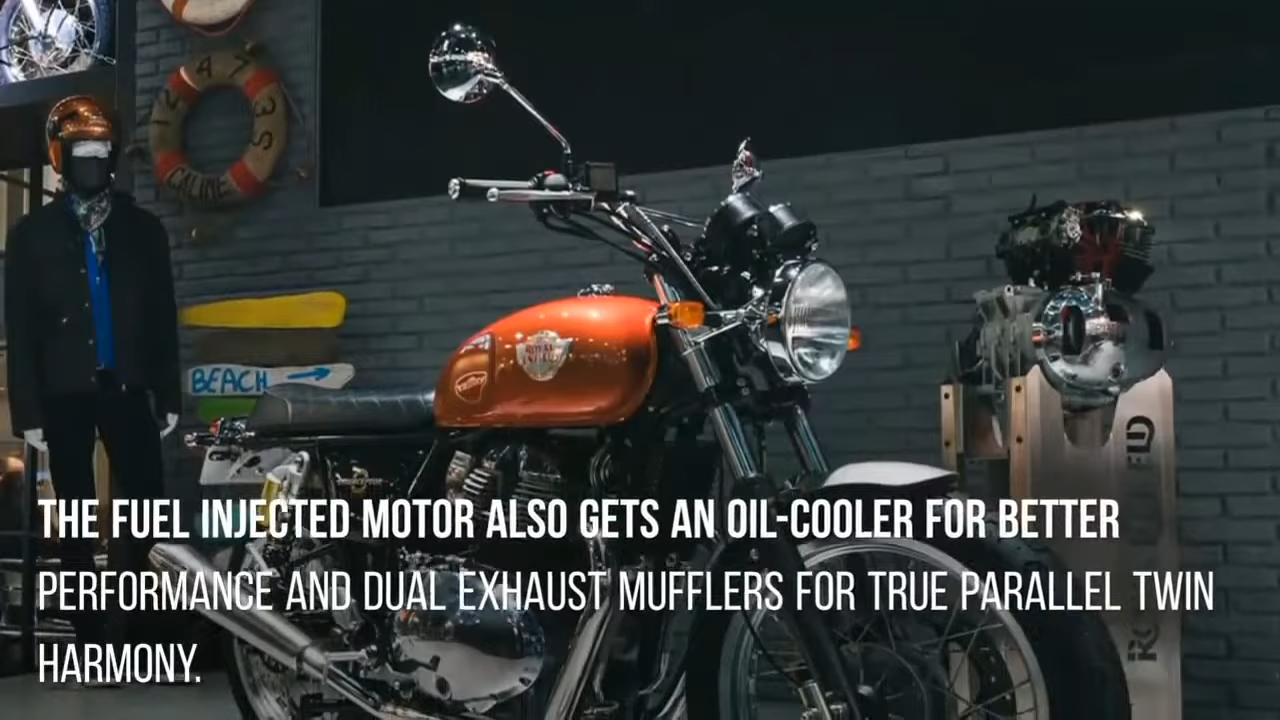 BEACH
ROYAL
THE FUEL INJECTED MOTOR ALSO GETS AN OIL-COOLER FOR BETTER
PERFORMANCE AND DUAL EXHAUST MUFFLERS FOR TRUE PARALLEL TWIN
HARMONY.